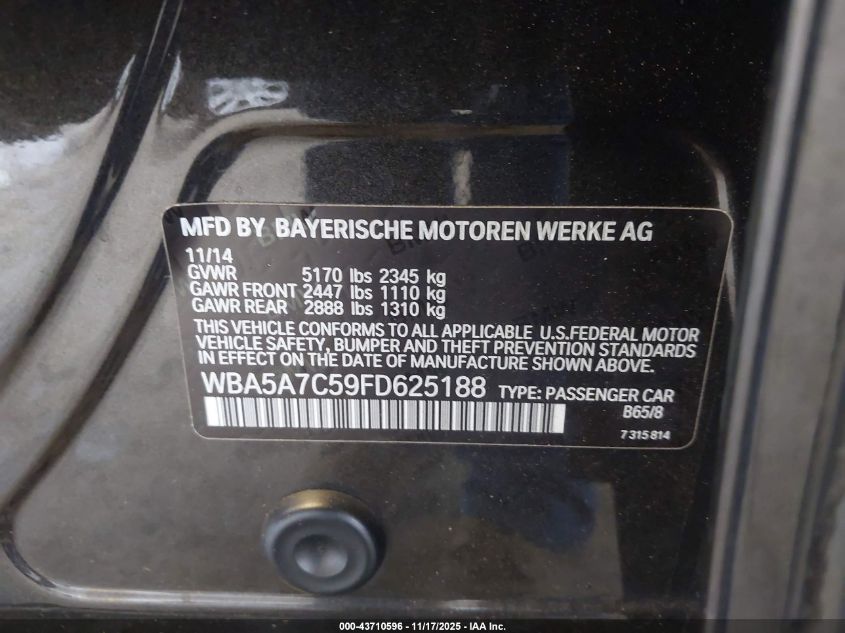 MFD BY BAYERISCHE MOTOREN WERKE AG
11/14
GVWR 5170 lbs 2345 kg
GAWR FRONT 2447 lbs 1110 kg
GAWR REAR 2888 lbs 1310 kg
THIS VEHICLE CONFORMS TO ALL APPLICABLE U.S.FEDERAL MOTOR
VEHICLE SAFETY, BUMPER AND THEFT PREVENTION STANDARDS
IN EFFECT ON THE DATE OF MANUFACTURE SHOWN ABOVE.
WBA5A7C59FD625188 TYPE: PASSENGER CAR
B65/8
7 315 814
000-43710596 - 11/17/2025 - IAA Inc.